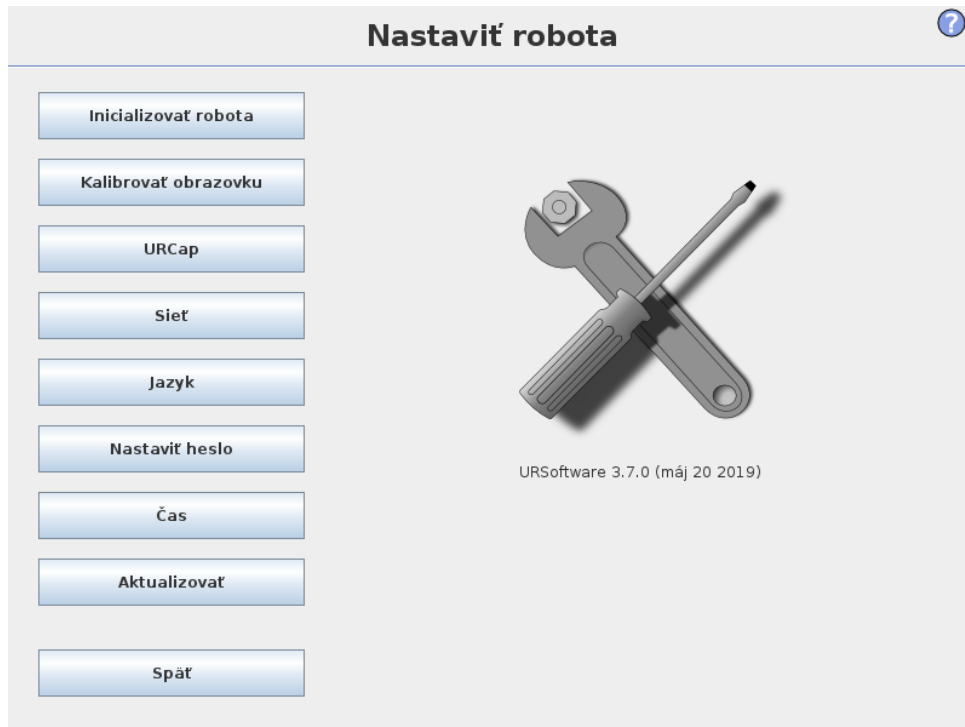 Nastaviť robota
?
Inicializovať robota
Kalibrovať obrazovku
URCap
Sieť
Jazyk
Nastaviť heslo
Čas
Aktualizovať
Späť
URSoftware 3.7.0 (máj 20 2019)